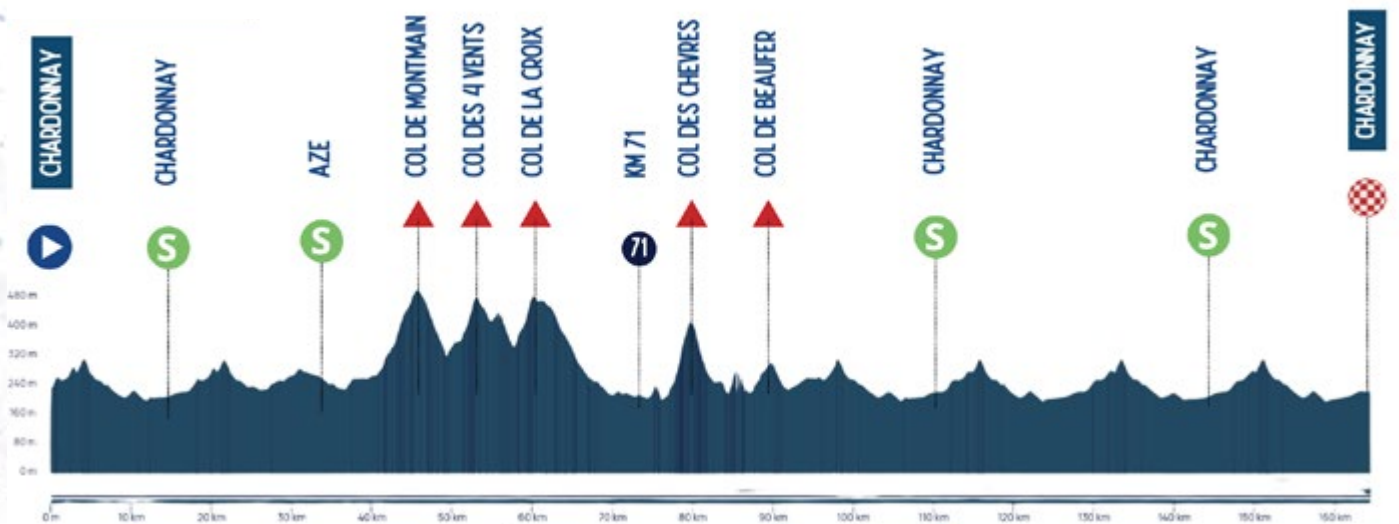 CHARDONNAY
CHARDONNAY
AZE
COL DE MONTMAIN
COL DES 4 VENTS
COL DE LA CROIX
KM 71
COL DES CHEVRES
COL DE BEAUFER
CHARDONNAY
CHARDONNAY
CHARDONNAY
S
S
71
S
S
480 m
400 m
320 m
240 m
160 m
80 m
0 m
0 m 10 km 20 km 30 km 40 km 50 km 60 km 70 km 80 km 90 km 100 km 110 km 120 km 130 km 140 km 150 km 160 km